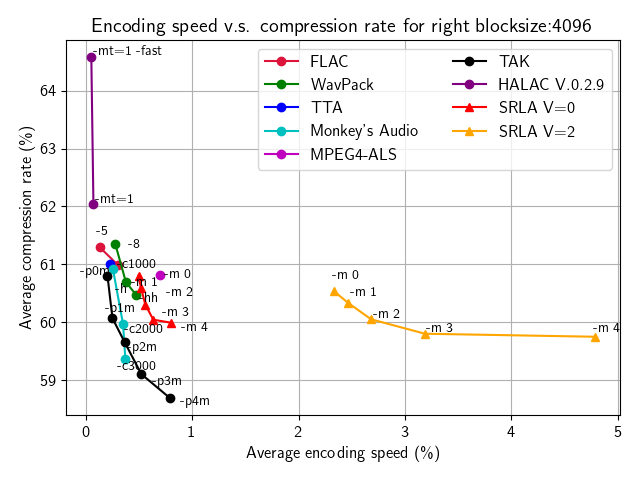 Encoding speed v.s. compression rate for right blocksize:4096
FLAC
WavPack
TTA
Monkey's Audio
MPEG4-ALS
TAK
HALAC V.0.2.9
SRLA V=0
SRLA V=2
-mt=1 -fast
-mt=1
-5
-8
-p0m
-c1000
-m 0
-m 1
-h
-hh
-m 2
-p1m
-m 3
-c2000
-m 4
-p2m
-c3000
-p3m
-p4m
-m 0
-m 1
-m 2
-m 3
-m 4
64
63
62
61
60
59
Average compression rate (%)
0 1 2 3 4 5
Average encoding speed (%)